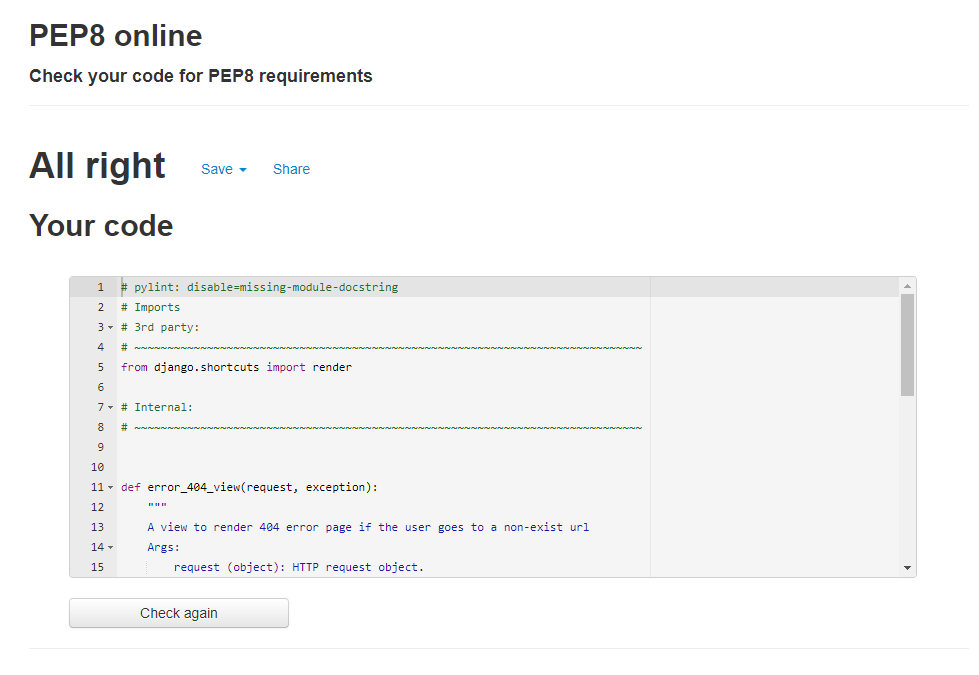 PEP8 online
Check your code for PEP8 requirements
All right Save Share
Your code
1 # pylint: disable=missing-module-docstring
2 # Imports
3 # 3rd party:
4 # ~~~~~~~~~~~~~~~~~~~~~~~~~~~~~~~~~~~~~~~~~~~~~~~~~~~~~~~~~~~~~~~~~~~~~~~~~~~~~
5 from django.shortcuts import render
6
7 # Internal:
8 # ~~~~~~~~~~~~~~~~~~~~~~~~~~~~~~~~~~~~~~~~~~~~~~~~~~~~~~~~~~~~~~~~~~~~~~~~~~~~~
9
10
11 def error_404_view(request, exception):
12 """
13 A view to render 404 error page if the user goes to a non-exist url
14 Args:
15 request (object): HTTP request object.
Check again